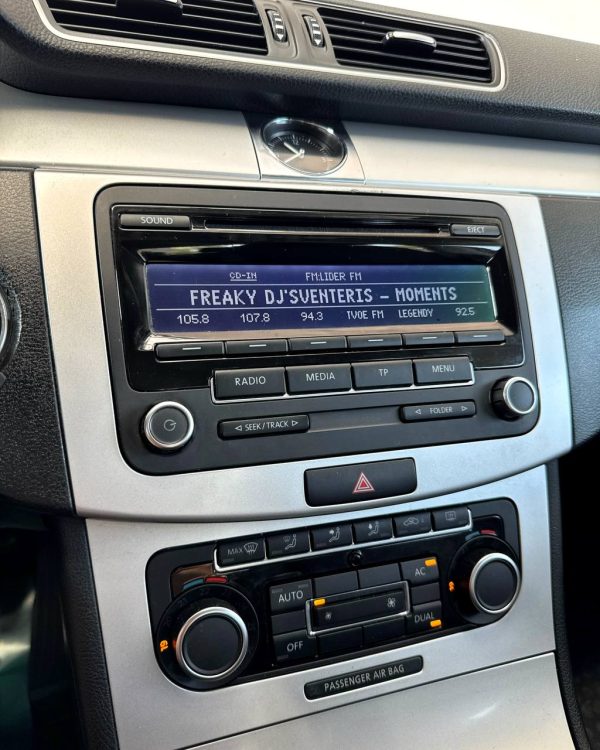 SOUND
EJECT
CD-IN FM:LIDER FM
FREAKY DJ'SVENTERIS - MOMENTS
105.8 107.8 94.3 TVOE FM LEGENDY 92.5
RADIO MEDIA TP MENU
◁ SEEK/TRACK ▷ ◁ FOLDER ▷
MAX
AUTO AC
OFF DUAL
PASSENGER AIR BAG